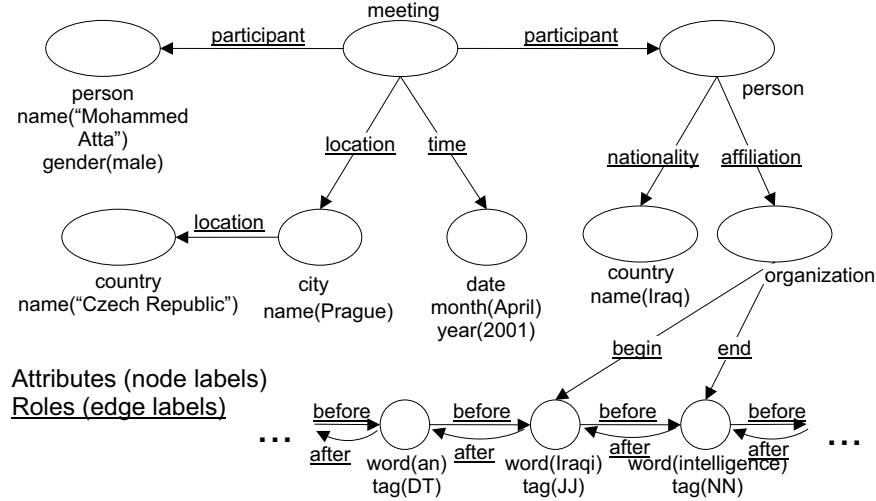 meeting
participant
participant
person
name("Mohammed
Atta")
gender(male)
person
location
time
nationality
affiliation
location
country
name("Czech Republic")
city
name(Prague)
date
month(April)
year(2001)
country
name(Iraq)
organization
begin
end
Attributes (node labels)
Roles (edge labels)
...
before
before
before
before
...
after
after
after
after
word(an)
tag(DT)
word(Iraqi)
tag(JJ)
word(intelligence)
tag(NN)